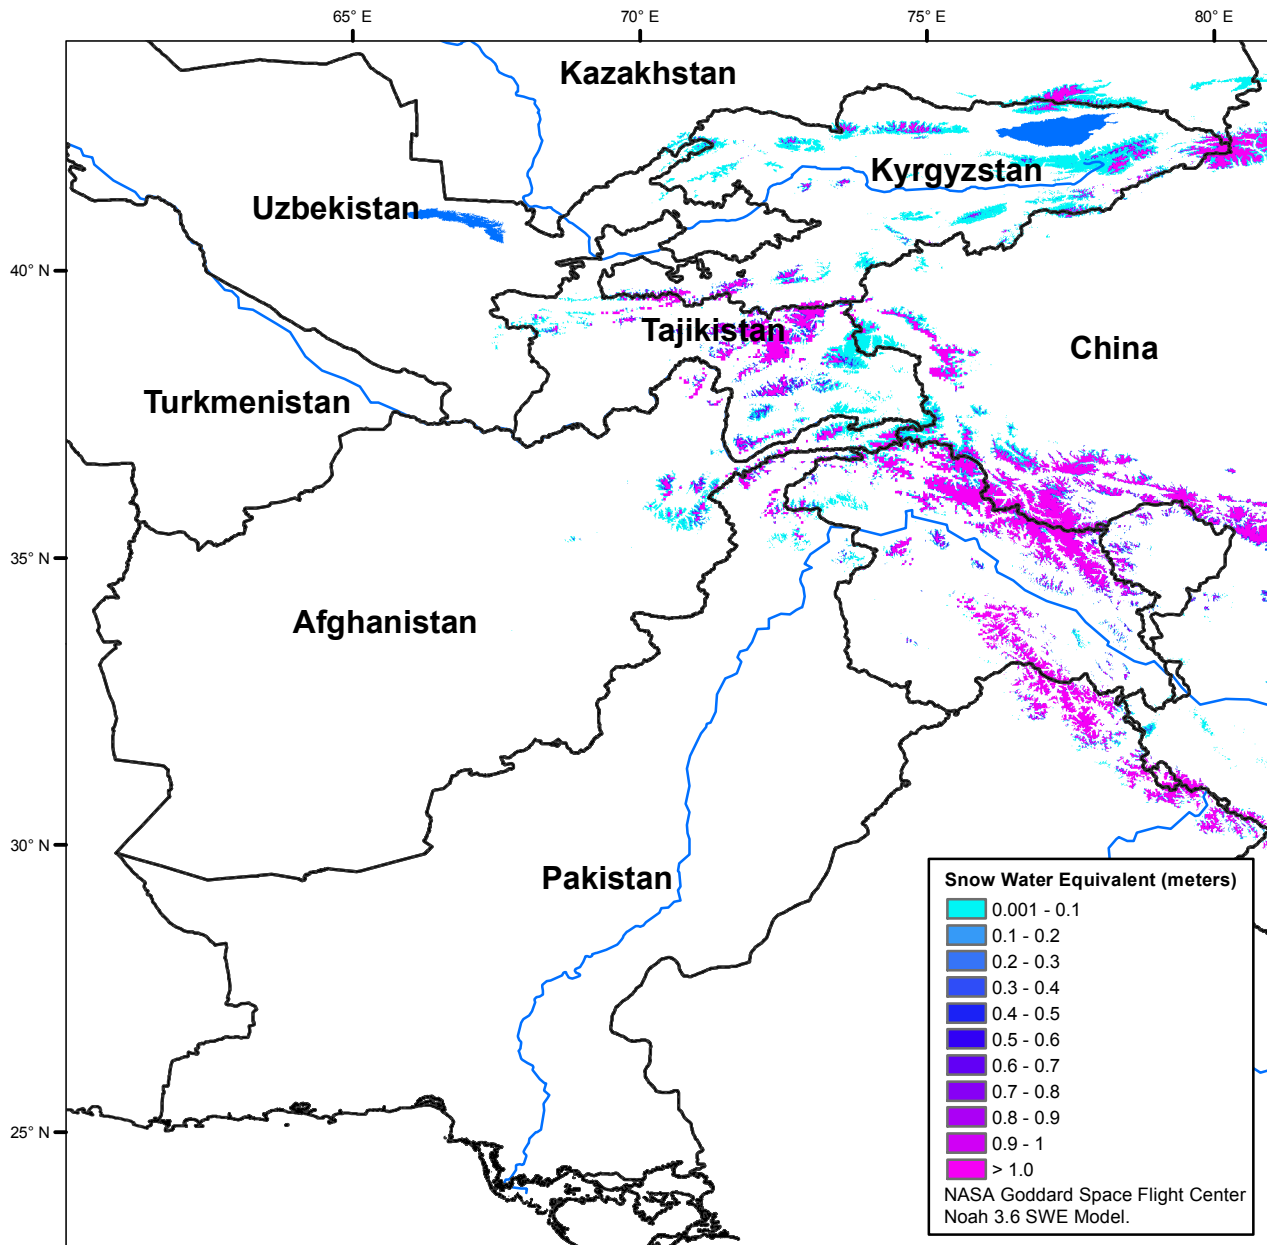 65° E
70° E
75° E
80° E
Kazakhstan
Kyrgyzstan
Uzbekistan
40° N
Tajikistan
China
Turkmenistan
35° N
Afghanistan
30° N
Pakistan
25° N
Snow Water Equivalent (meters)
0.001 - 0.1
0.1 - 0.2
0.2 - 0.3
0.3 - 0.4
0.4 - 0.5
0.5 - 0.6
0.6 - 0.7
0.7 - 0.8
0.8 - 0.9
0.9 - 1
> 1.0
NASA Goddard Space Flight Center
Noah 3.6 SWE Model.